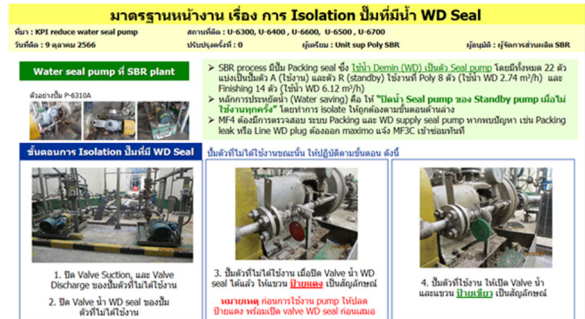 มาตรฐานหน้างาน เรื่อง การ Isolation ปั๊มที่มีน้ำ WD Seal
ที่มา : KPI reduce water seal pump
สถานที่ติด : U-6300, U-6400 , U-6600, U-6500 , U-6700
วันที่ติด : 9 ตุลาคม 2566
ปรับปรุงครั้งที่ : 0
ผู้เตรียม : Unit sup Poly SBR
ผู้อนุมัติ : ผู้จัดการส่วนผลิต SBR
Water seal pump ที่ SBR plant
ตัวอย่างปั๊ม P-6310A
SBR process มีปั๊ม Packing seal ซึ่ง ใช้น้ำ Demin (WD) เป็นตัว Seal pump โดยมีทั้งหมด 22 ตัว
แบ่งเป็นปั๊มตัว A (ใช้งาน) และตัว R (standby) ใช้งานที่ Poly 8 ตัว (ใช้น้ำ WD 2.74 m³/h) และ
Finishing 14 ตัว (ใช้น้ำ WD 6.12 m³/h)
หลักการประหยัดน้ำ (Water saving) คือ ให้ "ปิดน้ำ Seal pump ของ Standby pump เมื่อไม่
ใช้งานทุกครั้ง" โดยทำการ isolate ให้ถูกต้องตามขั้นตอนด้านล่าง
MF4 ต้องมีการตรวจสอบ ระบบ Packing และ WD supply seal pump หากพบปัญหา เช่น Packing
leak หรือ Line WD plug ต้องออก maximo แจ้ง MF3C เข้าซ่อมทันที
ขั้นตอนการ Isolation ปั๊มที่มี WD Seal
ปั๊มตัวที่ไม่ได้ใช้งานขณะนั้น ให้ปฏิบัติตามขั้นตอน ดังนี้
1. ปิด Valve Suction, และ Valve
Discharge ของปั๊มตัวที่ไม่ได้ใช้งาน
2. ปิด Valve น้ำ WD seal ของปั๊ม
ตัวที่ไม่ได้ใช้งาน
3. ปั๊มตัวที่ไม่ได้ใช้งาน เมื่อปิด Valve น้ำ WD
seal ได้แล้ว ให้แขวน ป้ายแดง เป็นสัญลักษณ์
หมายเหตุ ก่อนการใช้งาน pump ให้ปลด
ป้ายแดง พร้อมเปิด valve WD Seal ก่อนเสมอ
4. ปั๊มตัวที่ใช้งาน ให้เปิด Valve น้ำ
และแขวน ป้ายเขียว เป็นสัญลักษณ์